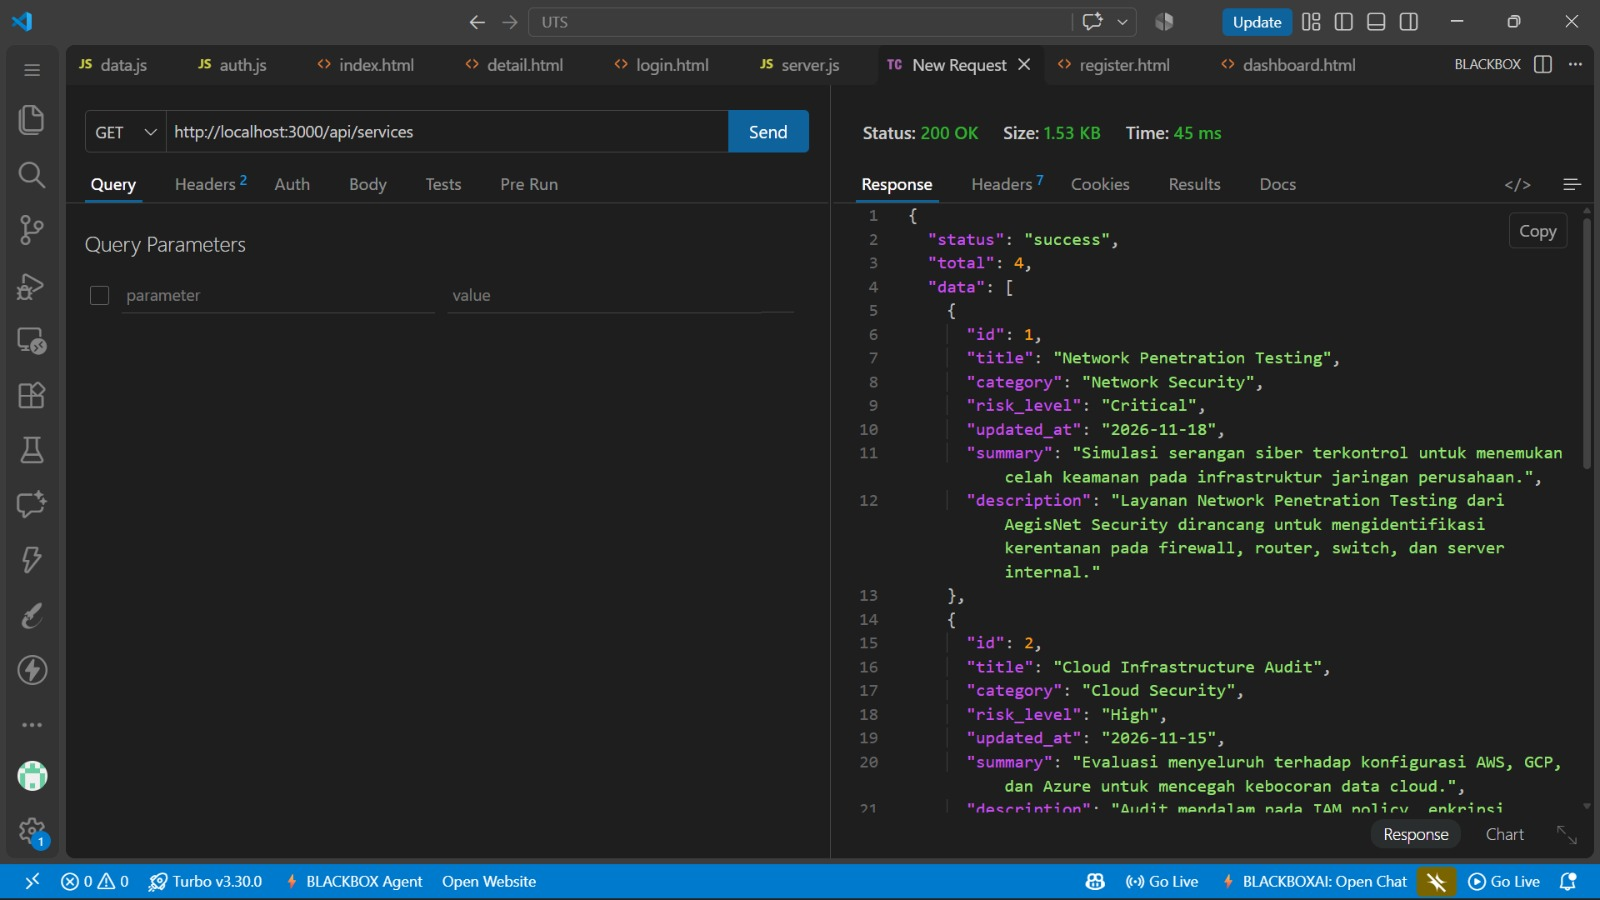 UTS
Update
JS data.js
JS auth.js
<> index.html
<> detail.html
<> login.html
JS server.js
TC New Request
<> register.html
<> dashboard.html
BLACKBOX
GET
http://localhost:3000/api/services
Send
Query
Headers 2
Auth
Body
Tests
Pre Run
Query Parameters
parameter
value
Status: 200 OK
Size: 1.53 KB
Time: 45 ms
Response
Headers 7
Cookies
Results
Docs
</>
Copy
1 {
2 "status": "success",
3 "total": 4,
4 "data": [
5 {
6 "id": 1,
7 "title": "Network Penetration Testing",
8 "category": "Network Security",
9 "risk_level": "Critical",
10 "updated_at": "2026-11-18",
11 "summary": "Simulasi serangan siber terkontrol untuk menemukan
celah keamanan pada infrastruktur jaringan perusahaan.",
12 "description": "Layanan Network Penetration Testing dari
AegisNet Security dirancang untuk mengidentifikasi
kerentanan pada firewall, router, switch, dan server
internal."
13 },
14 {
15 "id": 2,
16 "title": "Cloud Infrastructure Audit",
17 "category": "Cloud Security",
18 "risk_level": "High",
19 "updated_at": "2026-11-15",
20 "summary": "Evaluasi menyeluruh terhadap konfigurasi AWS, GCP,
dan Azure untuk mencegah kebocoran data cloud.",
21 "description": "Audit mendalam pada IAM policy, enkripsi
Response
Chart
1
0 0
Turbo v3.30.0
BLACKBOX Agent
Open Website
Go Live
BLACKBOXAI: Open Chat
Go Live